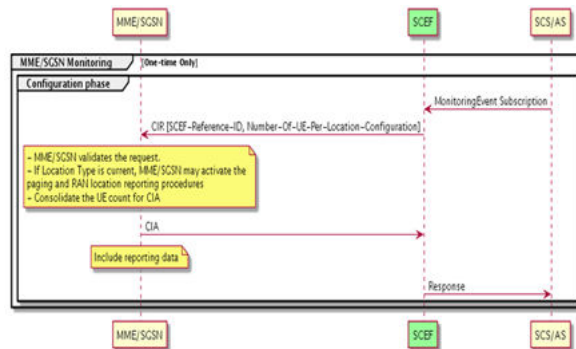 MME/SGSN
SCEF
SCS/AS
MME/SGSN Monitoring
[One-time Only]
Configuration phase
MonitoringEvent Subscription
CIR [SCEF-Reference-ID, Number-Of-UE-Per-Location-Configuration]
- MME/SGSN validates the request.
- If Location Type is current, MME/SGSN may activate the
paging and RAN location reporting procedures
- Consolidate the UE count for CIA
CIA
Include reporting data
Response
MME/SGSN
SCEF
SCS/AS